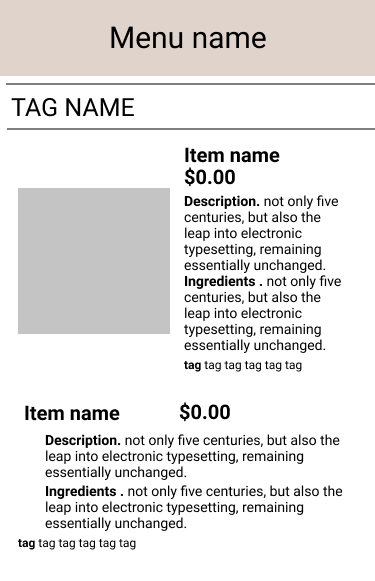 Menu name
TAG NAME
Item name
$0.00
Description. not only five
centuries, but also the
leap into electronic
typesetting, remaining
essentially unchanged.
Ingredients . not only five
centuries, but also the
leap into electronic
typesetting, remaining
essentially unchanged.
tag tag tag tag tag tag
Item name $0.00
Description. not only five centuries, but also the
leap into electronic typesetting, remaining
essentially unchanged.
Ingredients . not only five centuries, but also the
leap into electronic typesetting, remaining
essentially unchanged.
tag tag tag tag tag tag